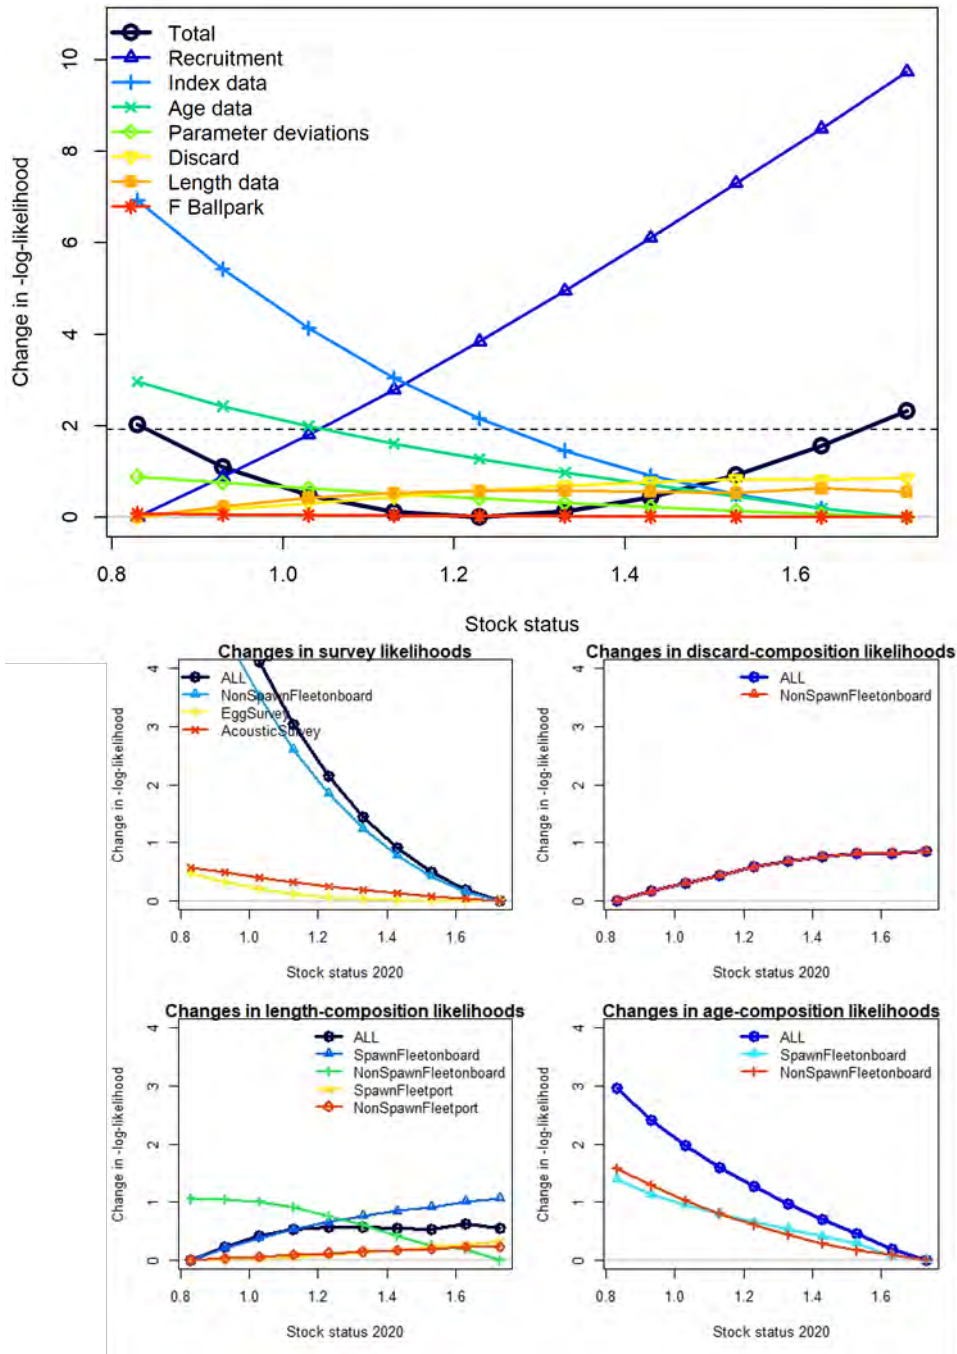 Total
Recruitment
Index data
Age data
Parameter deviations
Discard
Length data
F Ballpark
Change in -log-likelihood
0
2
4
6
8
10
0.8
1.0
1.2
1.4
1.6
Stock status
Changes in survey likelihoods
ALL
NonSpawnFleetonboard
EggSurvey
AcousticSurvey
Change in -log-likelihood
0
1
2
3
4
0.8
1.0
1.2
1.4
1.6
Stock status 2020
Changes in discard-composition likelihoods
ALL
NonSpawnFleetonboard
Change in -log-likelihood
0
1
2
3
4
0.8
1.0
1.2
1.4
1.6
Stock status 2020
Changes in length-composition likelihoods
ALL
SpawnFleetonboard
NonSpawnFleetonboard
SpawnFleetport
NonSpawnFleetport
Change in -log-likelihood
0
1
2
3
4
0.8
1.0
1.2
1.4
1.6
Stock status 2020
Changes in age-composition likelihoods
ALL
SpawnFleetonboard
NonSpawnFleetonboard
Change in -log-likelihood
0
1
2
3
4
0.8
1.0
1.2
1.4
1.6
Stock status 2020